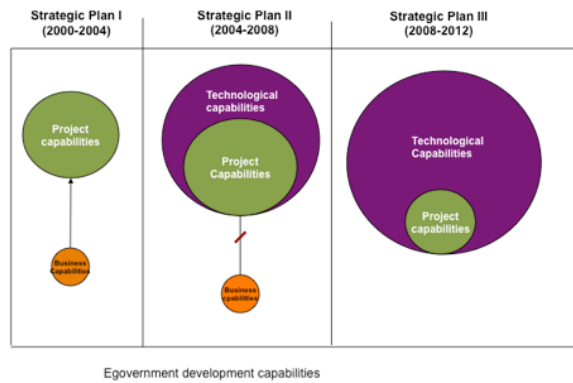 Strategic Plan I
(2000-2004)
Strategic Plan II
(2004-2008)
Strategic Plan III
(2008-2012)
Project
capabilities
Business
Capabilities
Technological
capabilities
Project
Capabilities
Business
cpabilities
Technological
Capabilities
Project
capabilities
Egovernment development capabilities